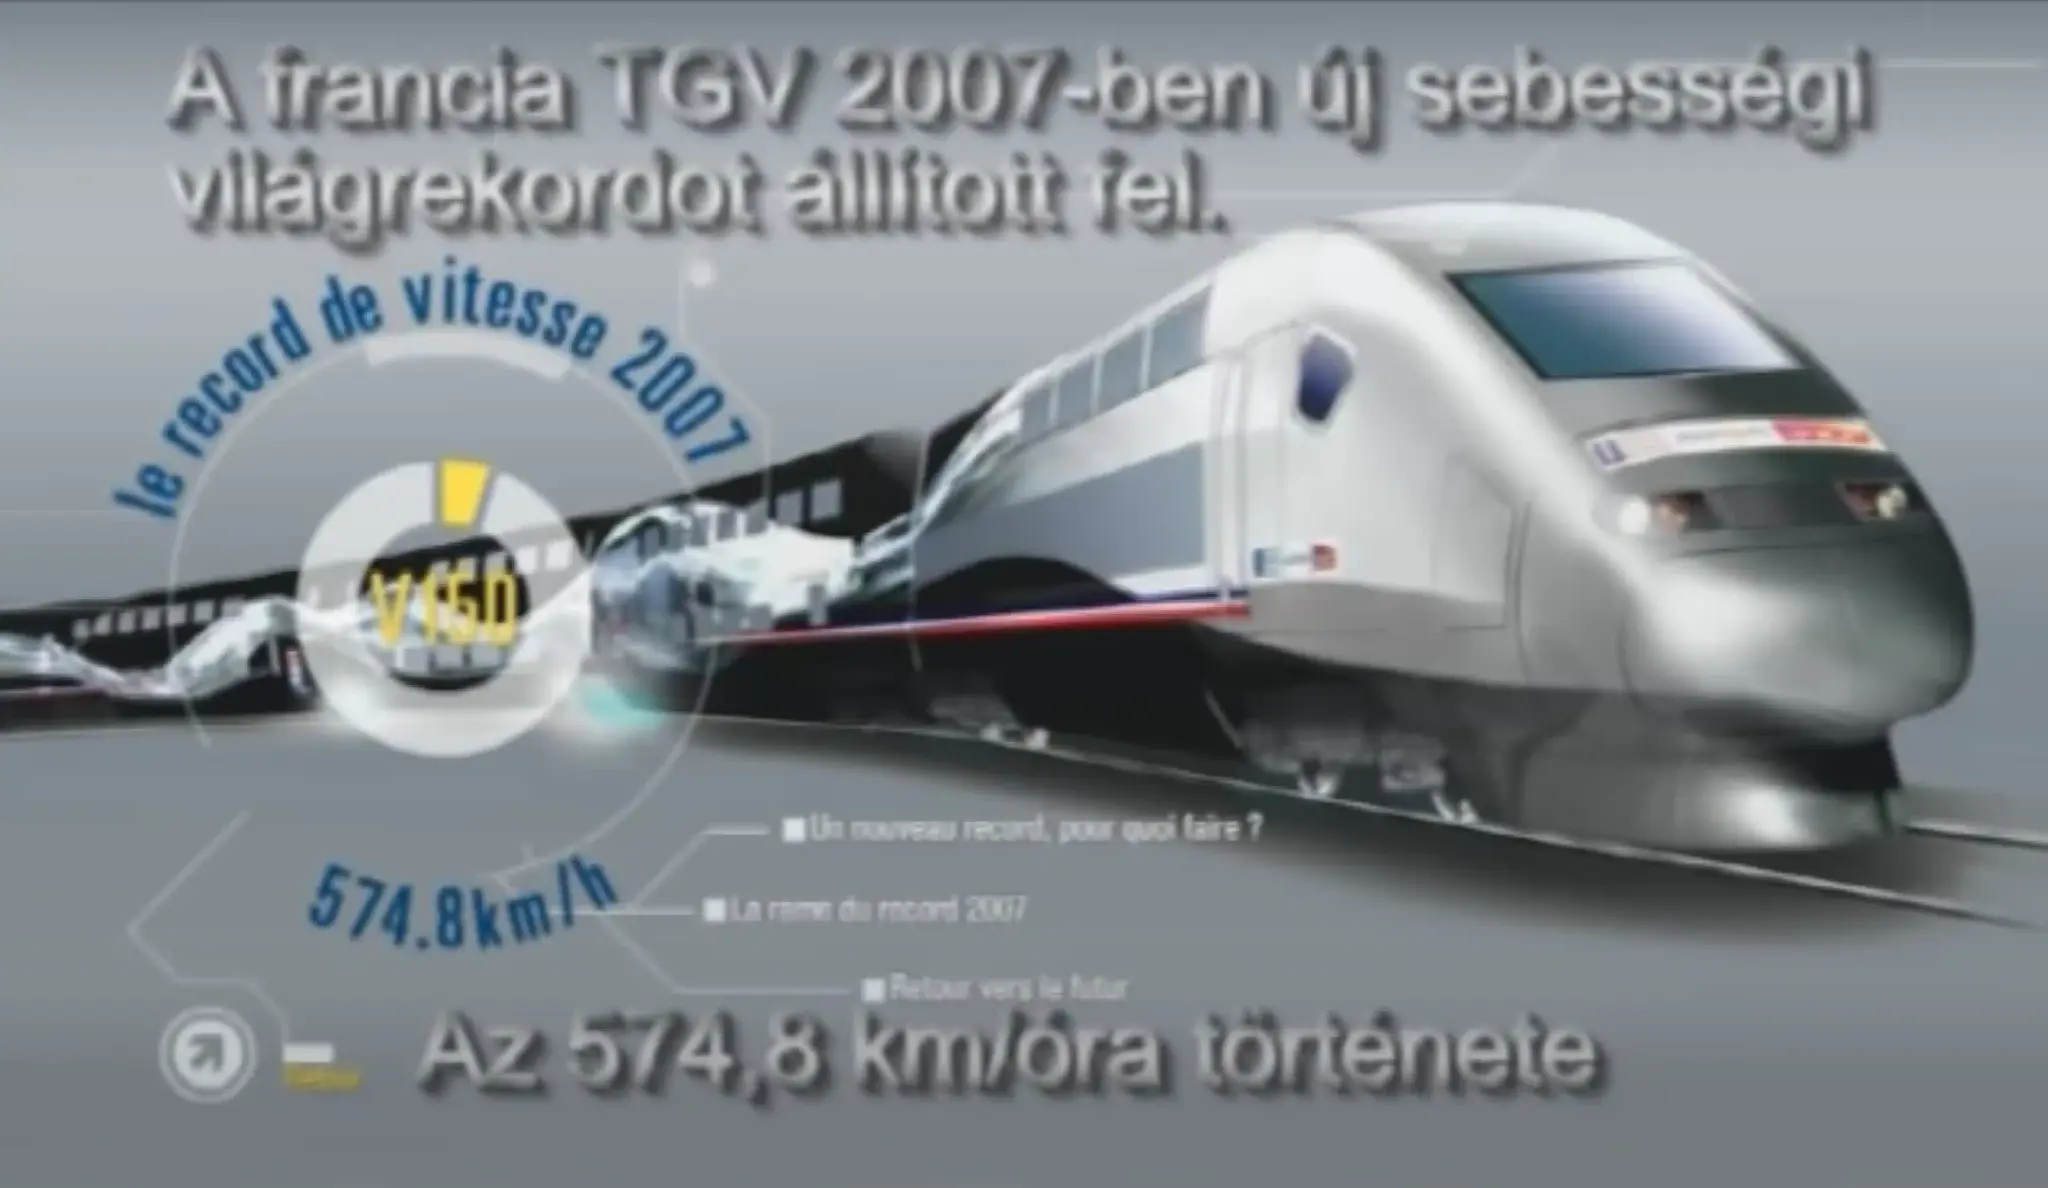 A francia TGV 2007-ben új sebességi
világrekordot állított fel.
le record de vitesse 2007
V150
574.8km/h
Un nouveau record, pour quoi faire ?
La rame du record 2007
Retour vers le futur
Az 574,8 km/óra története